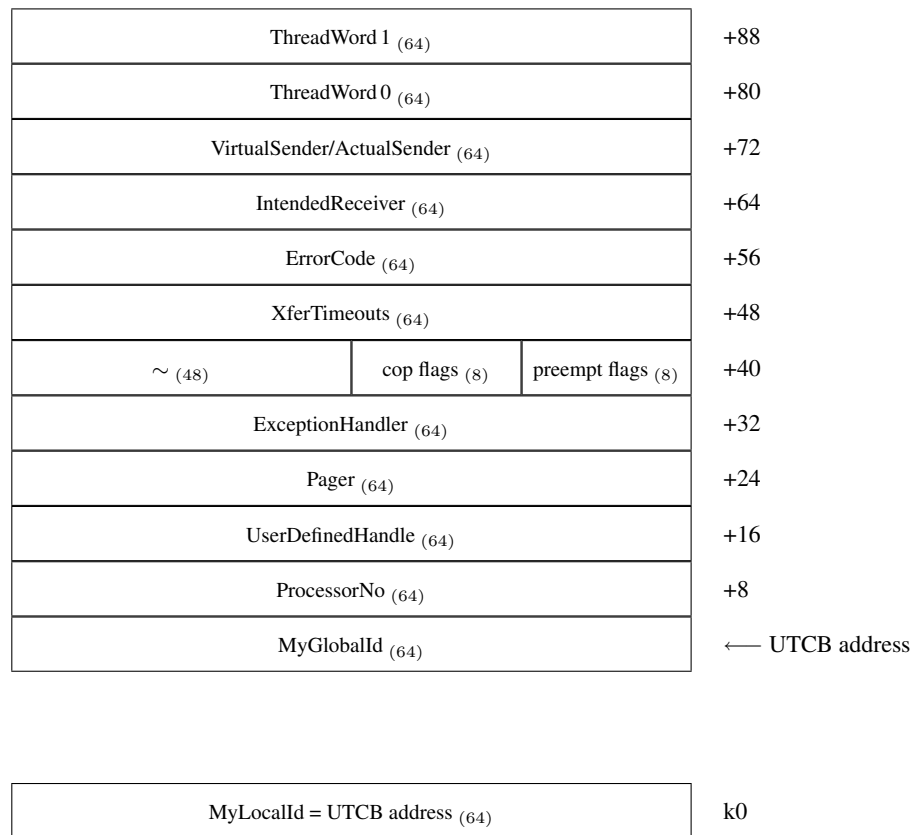 ThreadWord 1 (64) +88
ThreadWord 0 (64) +80
VirtualSender/ActualSender (64) +72
IntendedReceiver (64) +64
ErrorCode (64) +56
XferTimeouts (64) +48
∼ (48) cop flags (8) preempt flags (8) +40
ExceptionHandler (64) +32
Pager (64) +24
UserDefinedHandle (64) +16
ProcessorNo (64) +8
MyGlobalId (64) ← UTCB address
MyLocalId = UTCB address (64) k0